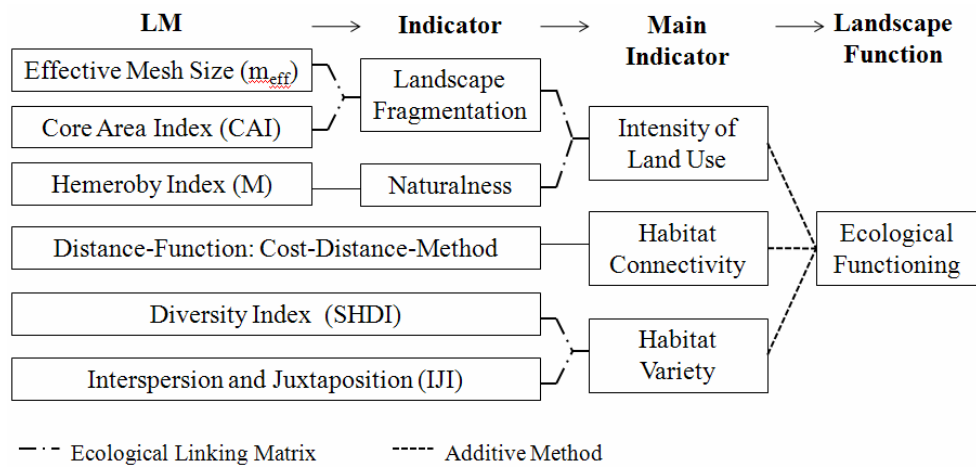 LM
Indicator
Main
Indicator
Landscape
Function
Effective Mesh Size (meff)
Core Area Index (CAI)
Hemeroby Index (M)
Landscape
Fragmentation
Naturalness
Intensity of
Land Use
Distance-Function: Cost-Distance-Method
Habitat
Connectivity
Ecological
Functioning
Diversity Index (SHDI)
Interspersion and Juxtaposition (IJI)
Habitat
Variety
Ecological Linking Matrix
Additive Method